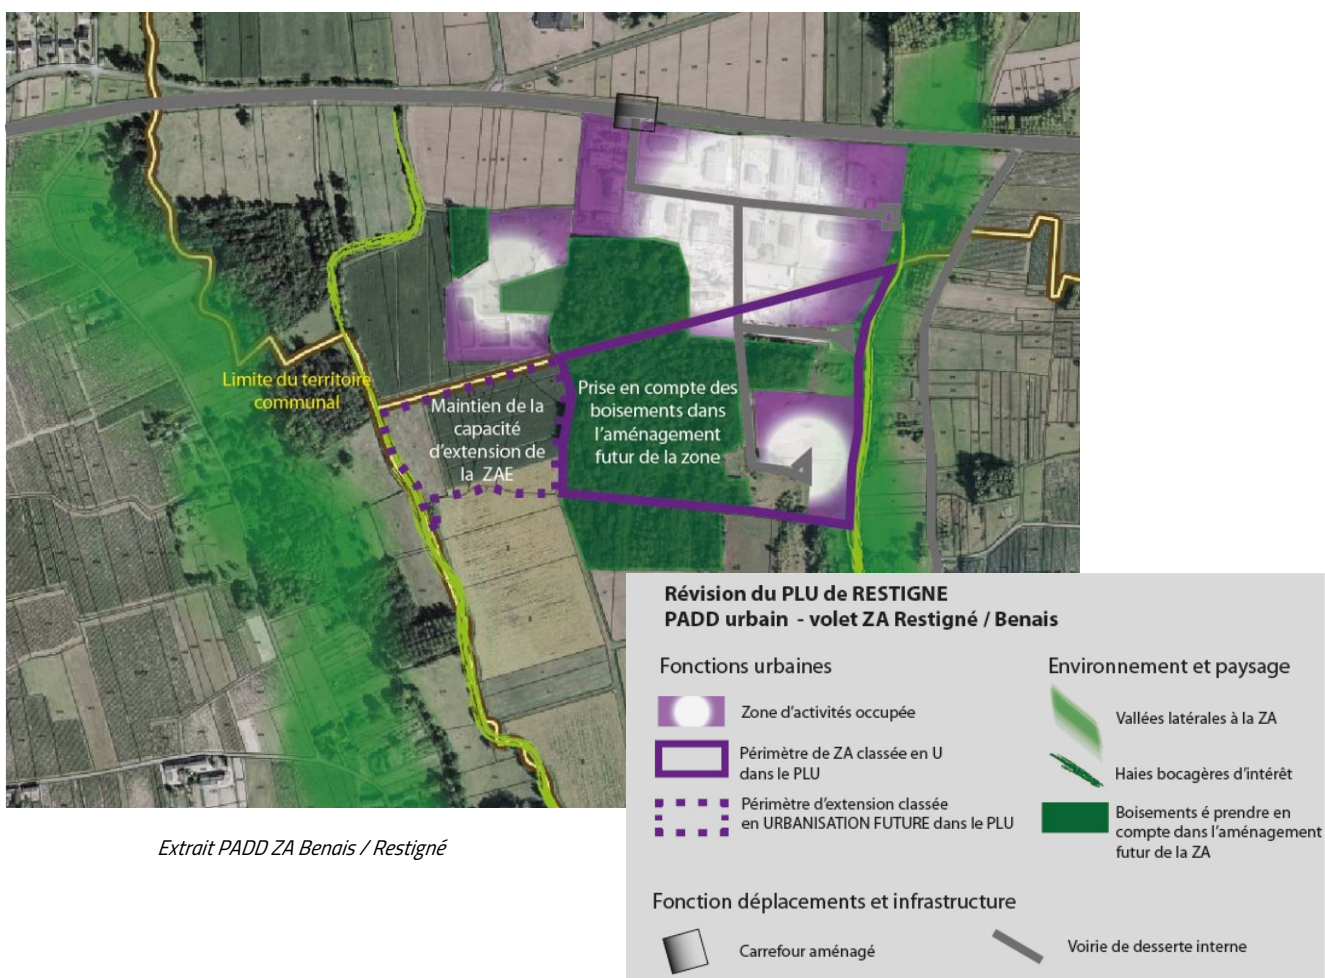 Limite du territoire
communal
Maintien de la
capacité
d'extension de
la ZAE
Prise en compte des
boisements dans
l'aménagement
futur de la zone
Révision du PLU de RESTIGNE
PADD urbain - volet ZA Restigné / Benais
Fonctions urbaines
Zone d'activités occupée
Périmètre de ZA classée en U
dans le PLU
Périmètre d'extension classée
en URBANISATION FUTURE dans le PLU
Environnement et paysage
Vallées latérales à la ZA
Haies bocagères d'intérêt
Boisements é prendre en
compte dans l'aménagement
futur de la ZA
Fonction déplacements et infrastructure
Carrefour aménagé
Voirie de desserte interne
Extrait PADD ZA Benais / Restigné